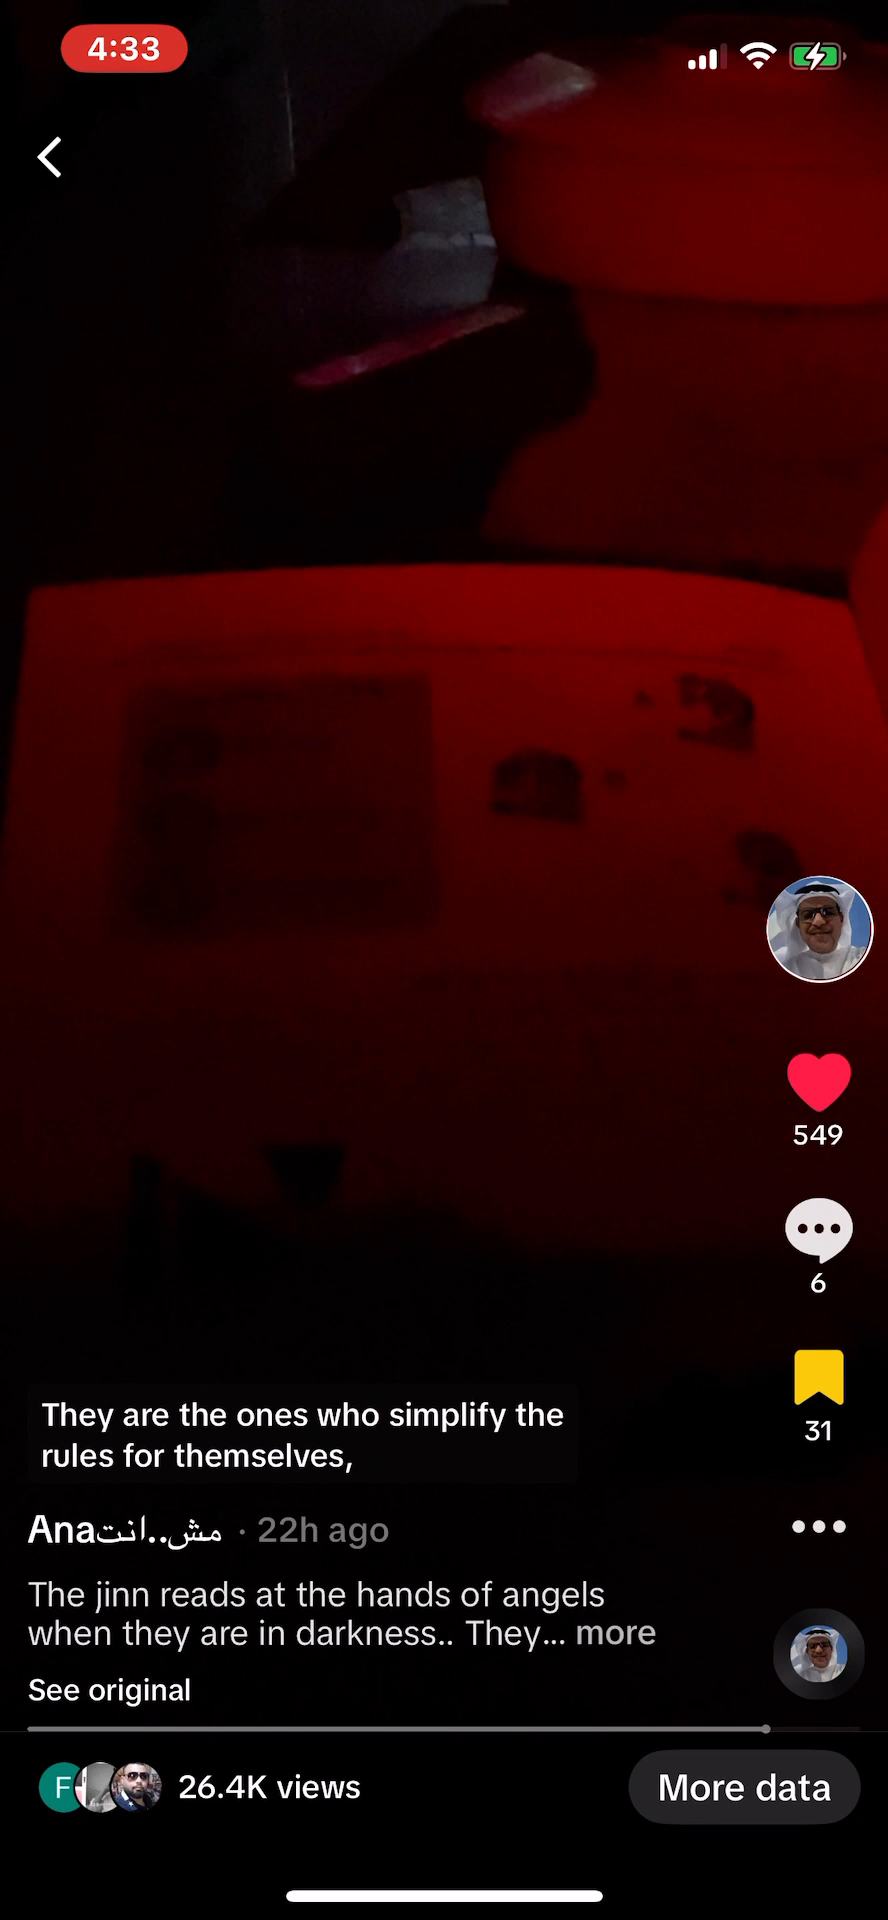 4:33
They are the ones who simplify the
rules for themselves,
Anaمش..انت · 22h ago
The jinn reads at the hands of angels
when they are in darkness.. They... more
See original
549
6
31
F
26.4K views
More data